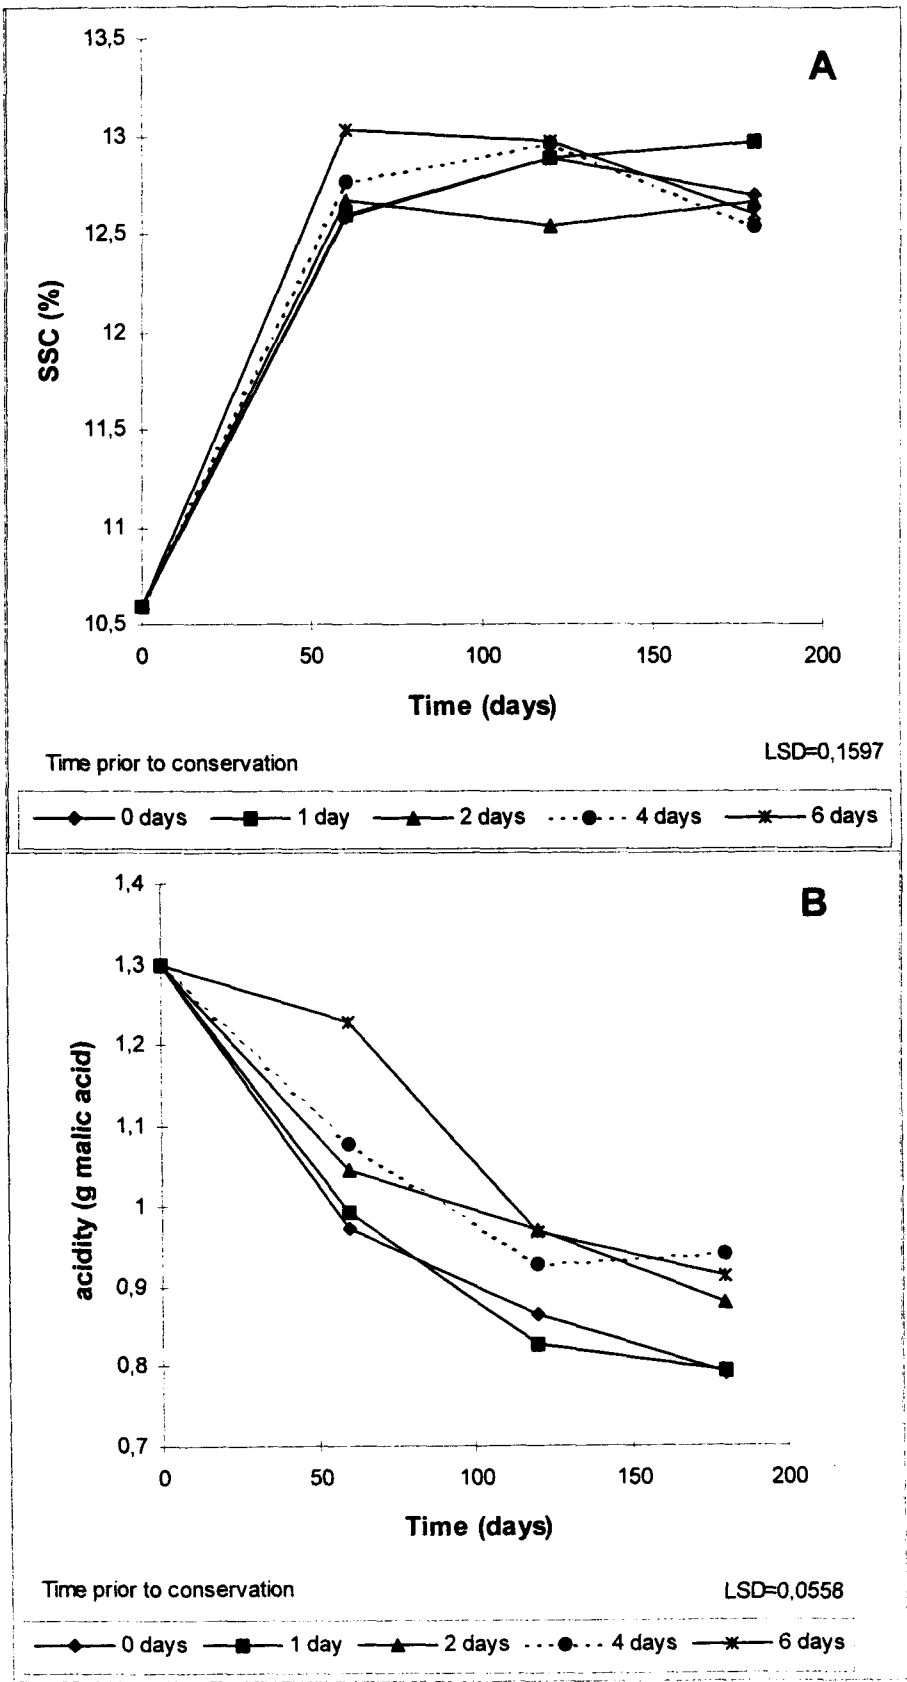 A
13,5
13
12,5
12
11,5
11
10,5
SSC (%)
0 50 100 150 200
Time (days)
Time prior to conservation
LSD=0,1597
0 days 1 day 2 days 4 days 6 days
B
1,4
1,3
1,2
1,1
1
0,9
0,8
0,7
acidity (g malic acid)
0 50 100 150 200
Time (days)
Time prior to conservation
LSD=0,0558
0 days 1 day 2 days 4 days 6 days